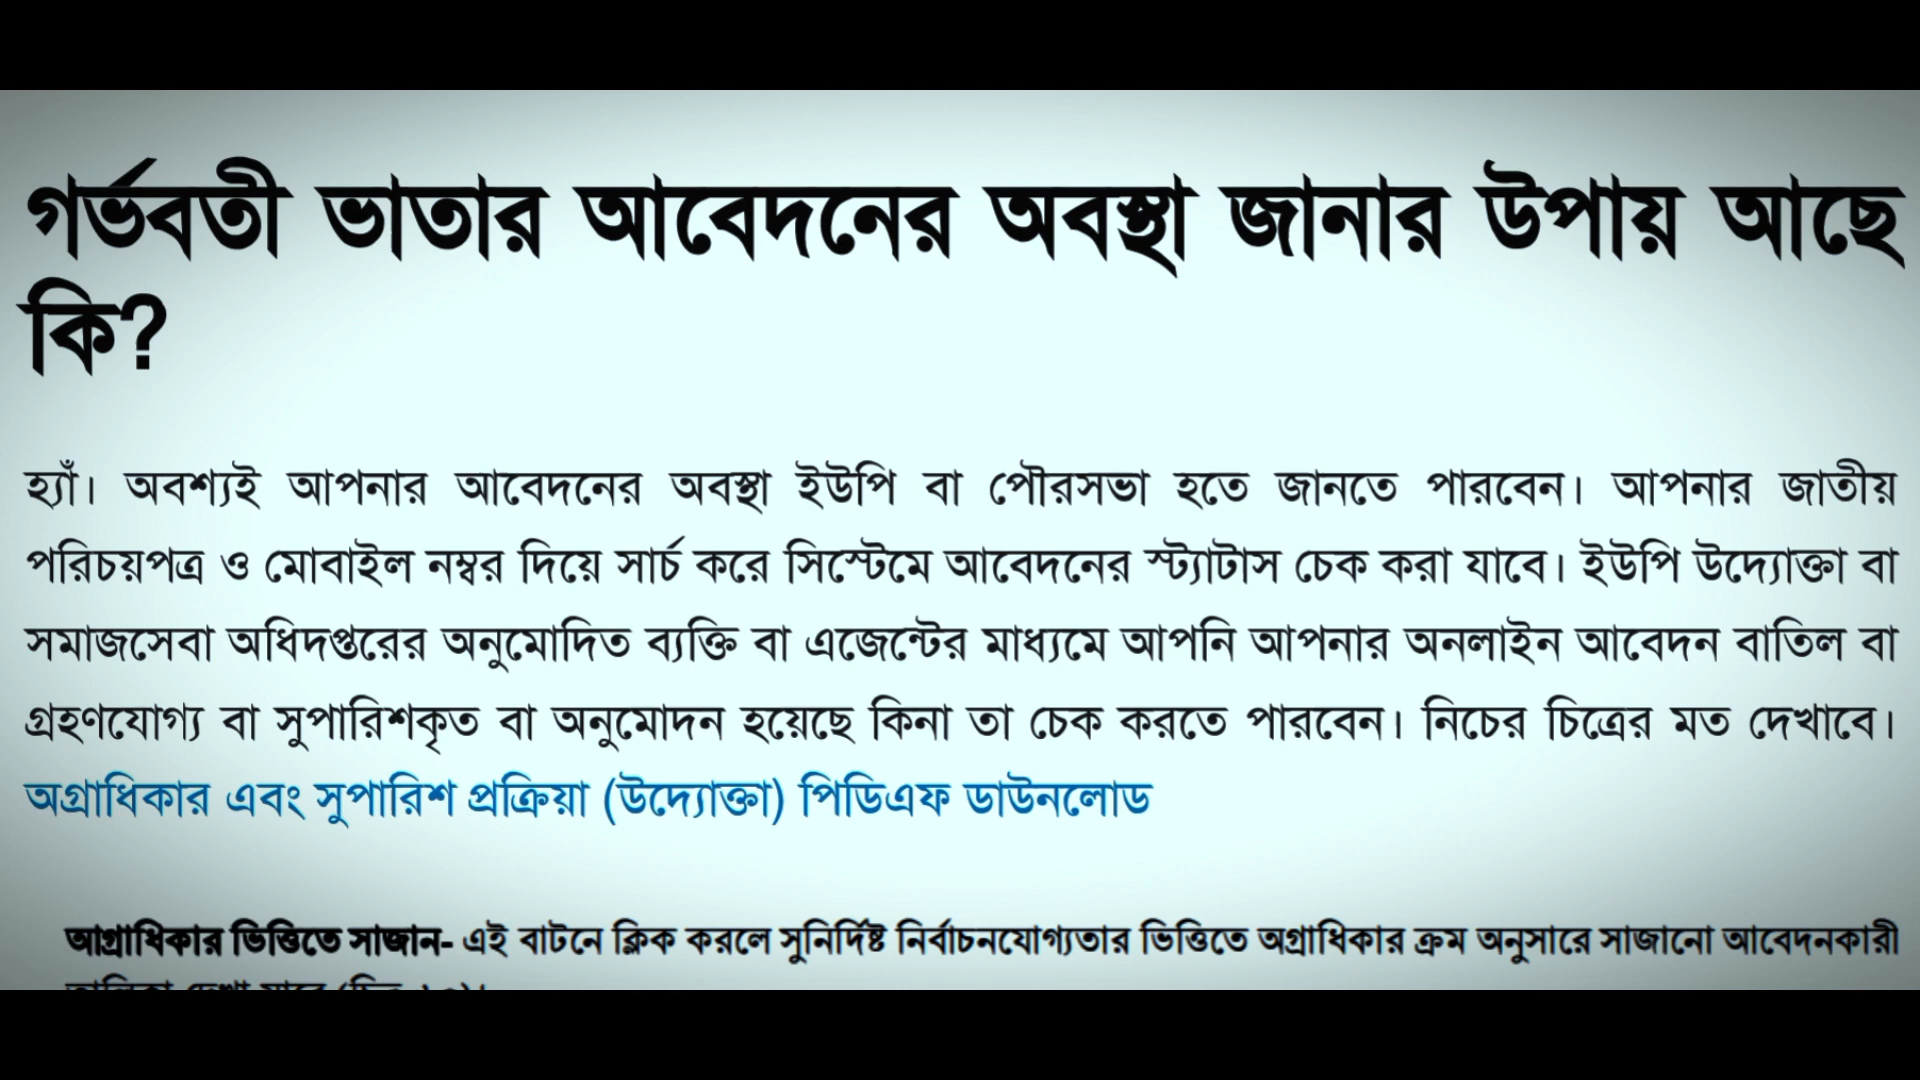 গর্ভবতী ভাতার আবেদনের অবস্থা জানার উপায় আছে
কি?
হ্যাঁ। অবশ্যই আপনার আবেদনের অবস্থা ইউপি বা পৌরসভা হতে জানতে পারবেন। আপনার জাতীয়
পরিচয়পত্র ও মোবাইল নম্বর দিয়ে সার্চ করে সিস্টেমে আবেদনের স্ট্যাটাস চেক করা যাবে। ইউপি উদ্যোক্তা বা
সমাজসেবা অধিদপ্তরের অনুমোদিত ব্যক্তি বা এজেন্টের মাধ্যমে আপনি আপনার অনলাইন আবেদন বাতিল বা
গ্রহণযোগ্য বা সুপারিশকৃত বা অনুমোদন হয়েছে কিনা তা চেক করতে পারবেন। নিচের চিত্রের মত দেখাবে।
অগ্রাধিকার এবং সুপারিশ প্রক্রিয়া (উদ্যোক্তা) পিডিএফ ডাউনলোড
আগ্রাধিকার ভিত্তিতে সাজান- এই বাটনে ক্লিক করলে সুনির্দিষ্ট নির্বাচনযোগ্যতার ভিত্তিতে অগ্রাধিকার ক্রম অনুসারে সাজানো আবেদনকারী